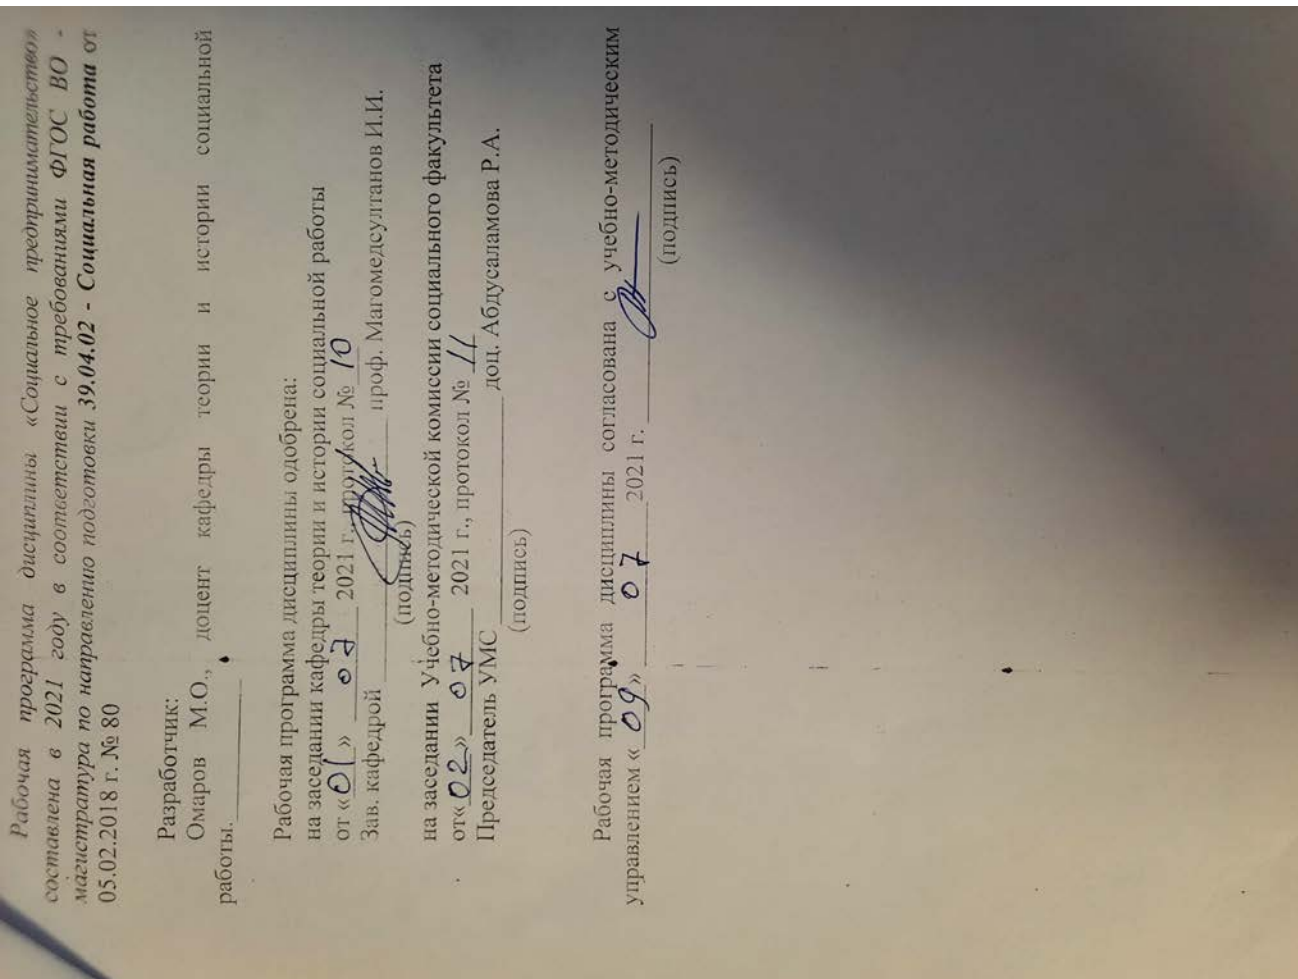 Рабочая программа дисциплины «Социальное предпринимательство»
составлена в 2021 году в соответствии с требованиями ФГОС ВО -
магистратура по направлению подготовки 39.04.02 - Социальная работа от
05.02.2018 г. № 80
Разработчик:
Омаров М.О., доцент кафедры теории и истории социальной
работы.
Рабочая программа дисциплины одобрена:
на заседании кафедры теории и истории социальной работы
от «01» 07 2021 г., протокол № 10
Зав. кафедрой проф. Магомедсултанов И.И.
(подпись)
на заседании Учебно-методической комиссии социального факультета
от«02» 07 2021 г., протокол № 11
Председатель УМС доц. Абдусаламова Р.А.
(подпись)
Рабочая программа дисциплины согласована с учебно-методическим
управлением «09» 07 2021 г.
(подпись)